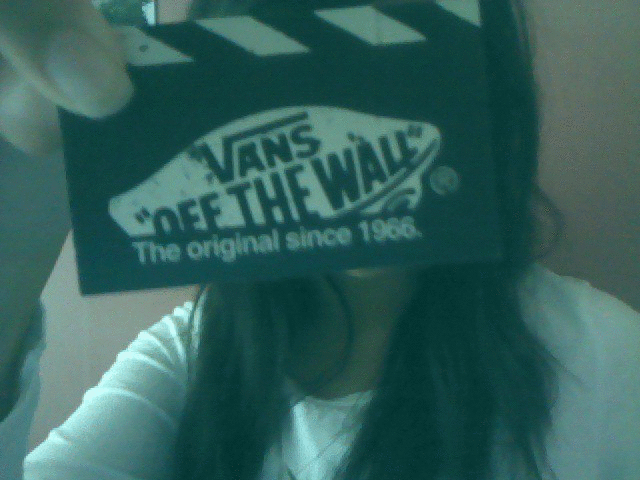 VANS
"OFF THE WALL"®
The original since 1966.